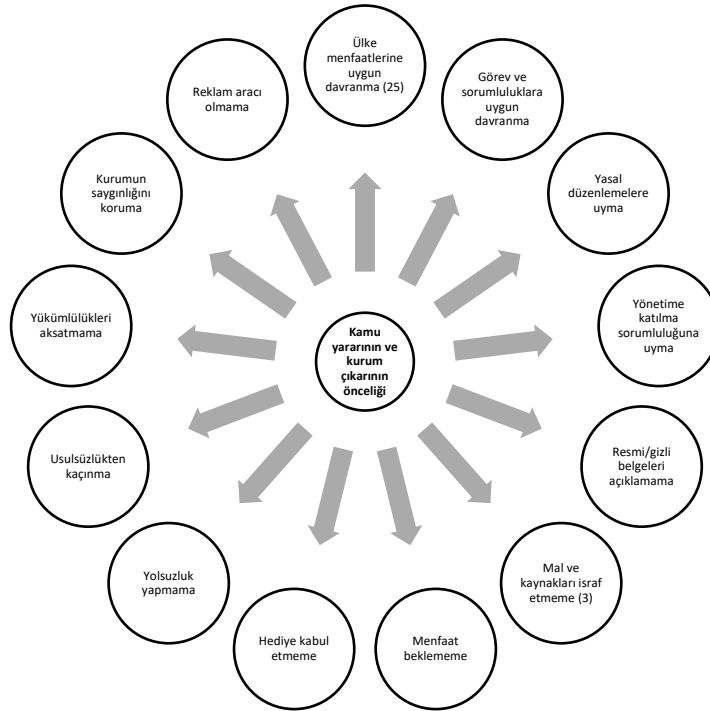 Ülke
menfaatlerine
uygun
davranma (25)
Görev ve
sorumluluklara
uygun
davranma
Yasal
düzenlemelere
uyma
Yönetime
katılma
sorumluluğuna
uyma
Resmi/gizli
belgeleri
açıklamama
Mal ve
kaynakları israf
etmeme (3)
Menfaat
beklememe
Hediye kabul
etmeme
Yolsuzluk
yapmama
Usulsüzlükten
kaçınma
Yükümlülükleri
aksatmama
Kurumun
saygınlığını
koruma
Reklam aracı
olmama
Kamu
yararının ve
kurum
çıkarının
önceliği